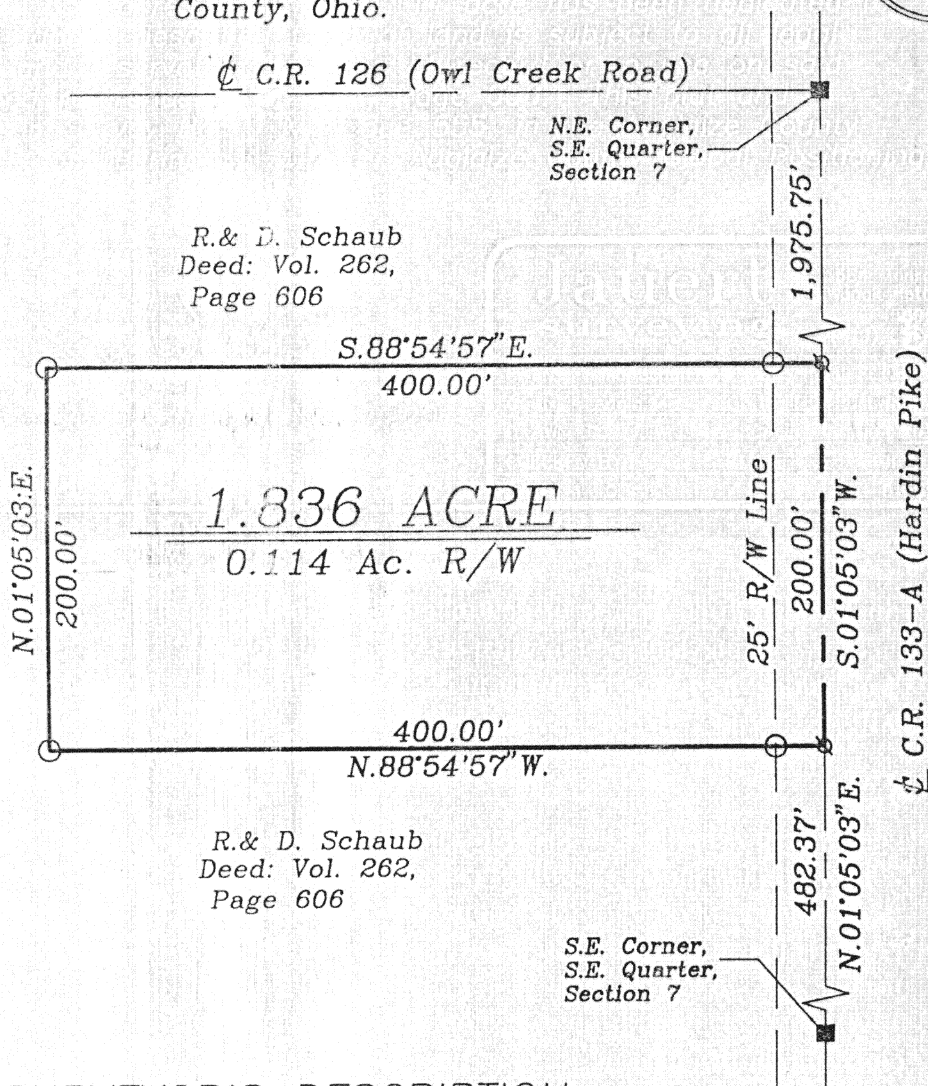 County, Ohio.
℄ C.R. 126 (Owl Creek Road)
N.E. Corner,
S.E. Quarter,
Section 7
1,975.75'
R.& D. Schaub
Deed: Vol. 262,
Page 606
S.88°54'57"E.
400.00'
N.01°05'03:E.
200.00'
1.836 ACRE
0.114 Ac. R/W
25' R/W Line
200.00'
S.01°05'03"W.
℄ C.R. 133-A (Hardin Pike)
400.00'
N.88°54'57"W.
R.& D. Schaub
Deed: Vol. 262,
Page 606
482.37'
N.01°05'03"E.
S.E. Corner,
S.E. Quarter,
Section 7
DESCRIPTION